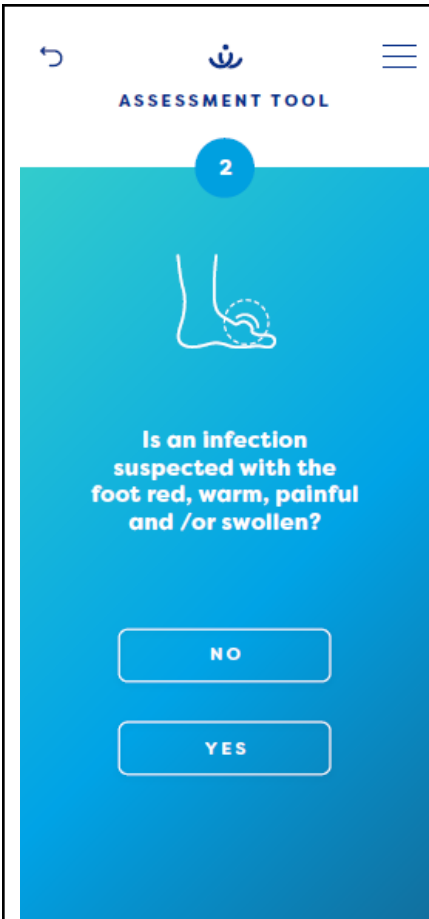 ASSESSMENT TOOL
2
Is an infection
suspected with the
foot red, warm, painful
and /or swollen?
NO
YES